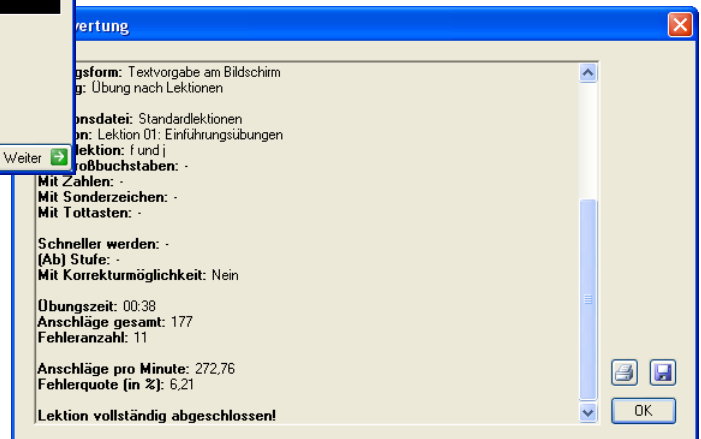 vertung
gsform: Textvorgabe am Bildschirm
g: Übung nach Lektionen
onsdatei: Standardlektionen
on: Lektion 01: Einführungsübungen
lektion: f und j
roßbuchstaben: -
Mit Zahlen: -
Mit Sonderzeichen: -
Mit Tottasten: -
Schneller werden: -
(Ab) Stufe: -
Mit Korrekturmöglichkeit: Nein
Übungszeit: 00:38
Anschläge gesamt: 177
Fehleranzahl: 11
Anschläge pro Minute: 272,76
Fehlerquote (in %): 6,21
Lektion vollständig abgeschlossen!
Weiter
OK